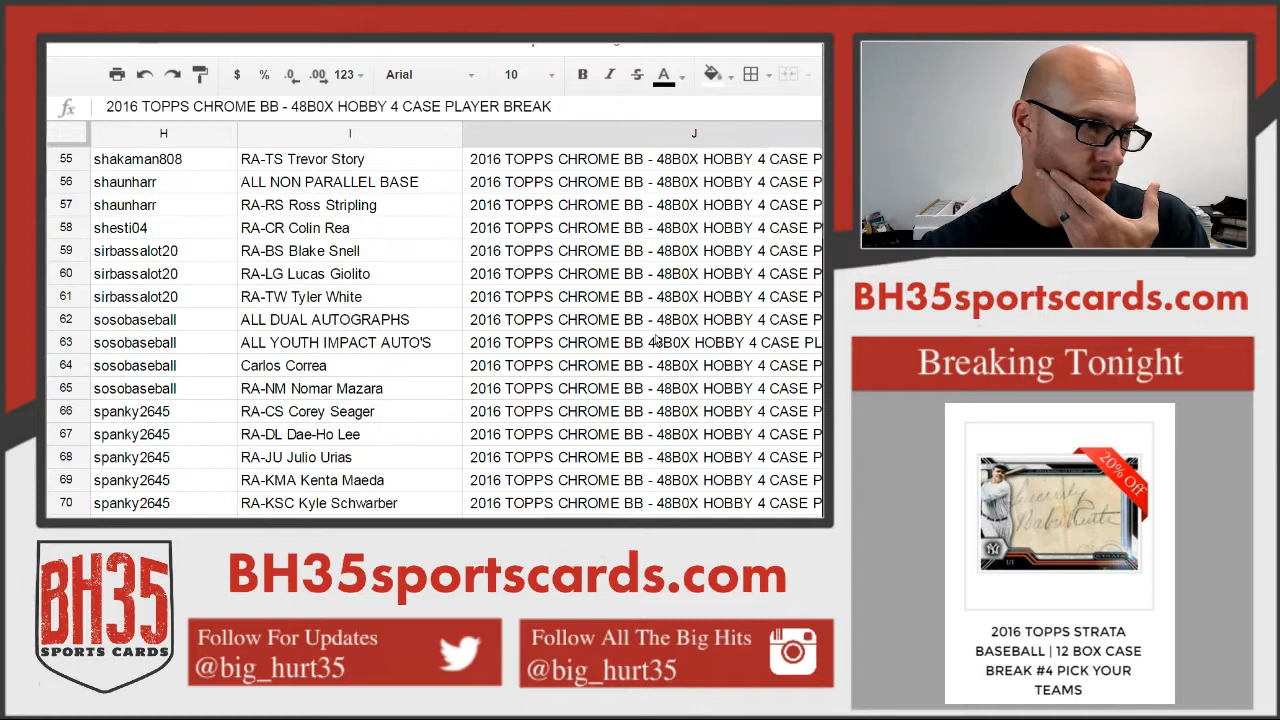 $ % .0 .00 123 Arial 10 B I S A
fx 2016 TOPPS CHROME BB - 48B0X HOBBY 4 CASE PLAYER BREAK
H I J
55 shakaman808 RA-TS Trevor Story 2016 TOPPS CHROME BB - 48B0X HOBBY 4 CASE P
56 shaunharr ALL NON PARALLEL BASE 2016 TOPPS CHROME BB - 48B0X HOBBY 4 CASE P
57 shaunharr RA-RS Ross Stripling 2016 TOPPS CHROME BB - 48B0X HOBBY 4 CASE P
58 shesti04 RA-CR Colin Rea 2016 TOPPS CHROME BB - 48B0X HOBBY 4 CASE P
59 sirbassalot20 RA-BS Blake Snell 2016 TOPPS CHROME BB - 48B0X HOBBY 4 CASE P
60 sirbassalot20 RA-LG Lucas Giolito 2016 TOPPS CHROME BB - 48B0X HOBBY 4 CASE P
61 sirbassalot20 RA-TW Tyler White 2016 TOPPS CHROME BB - 48B0X HOBBY 4 CASE P
62 sosobaseball ALL DUAL AUTOGRAPHS 2016 TOPPS CHROME BB - 48B0X HOBBY 4 CASE P
63 sosobaseball ALL YOUTH IMPACT AUTO'S 2016 TOPPS CHROME BB 48B0X HOBBY 4 CASE PL
64 sosobaseball Carlos Correa 2016 TOPPS CHROME BB - 48B0X HOBBY 4 CASE P
65 sosobaseball RA-NM Nomar Mazara 2016 TOPPS CHROME BB - 48B0X HOBBY 4 CASE P
66 spanky2645 RA-CS Corey Seager 2016 TOPPS CHROME BB - 48B0X HOBBY 4 CASE P
67 spanky2645 RA-DL Dae-Ho Lee 2016 TOPPS CHROME BB - 48B0X HOBBY 4 CASE P
68 spanky2645 RA-JU Julio Urias 2016 TOPPS CHROME BB - 48B0X HOBBY 4 CASE P
69 spanky2645 RA-KMA Kenta Maeda 2016 TOPPS CHROME BB - 48B0X HOBBY 4 CASE P
70 spanky2645 RA-KSC Kyle Schwarber 2016 TOPPS CHROME BB - 48B0X HOBBY 4 CASE P
BH35sportscards.com
Breaking Tonight
20% Off
2016 TOPPS STRATA
BASEBALL | 12 BOX CASE
BREAK #4 PICK YOUR
TEAMS
BH35
SPORTS CARDS
BH35sportscards.com
Follow For Updates
@big_hurt35
Follow All The Big Hits
@big_hurt35